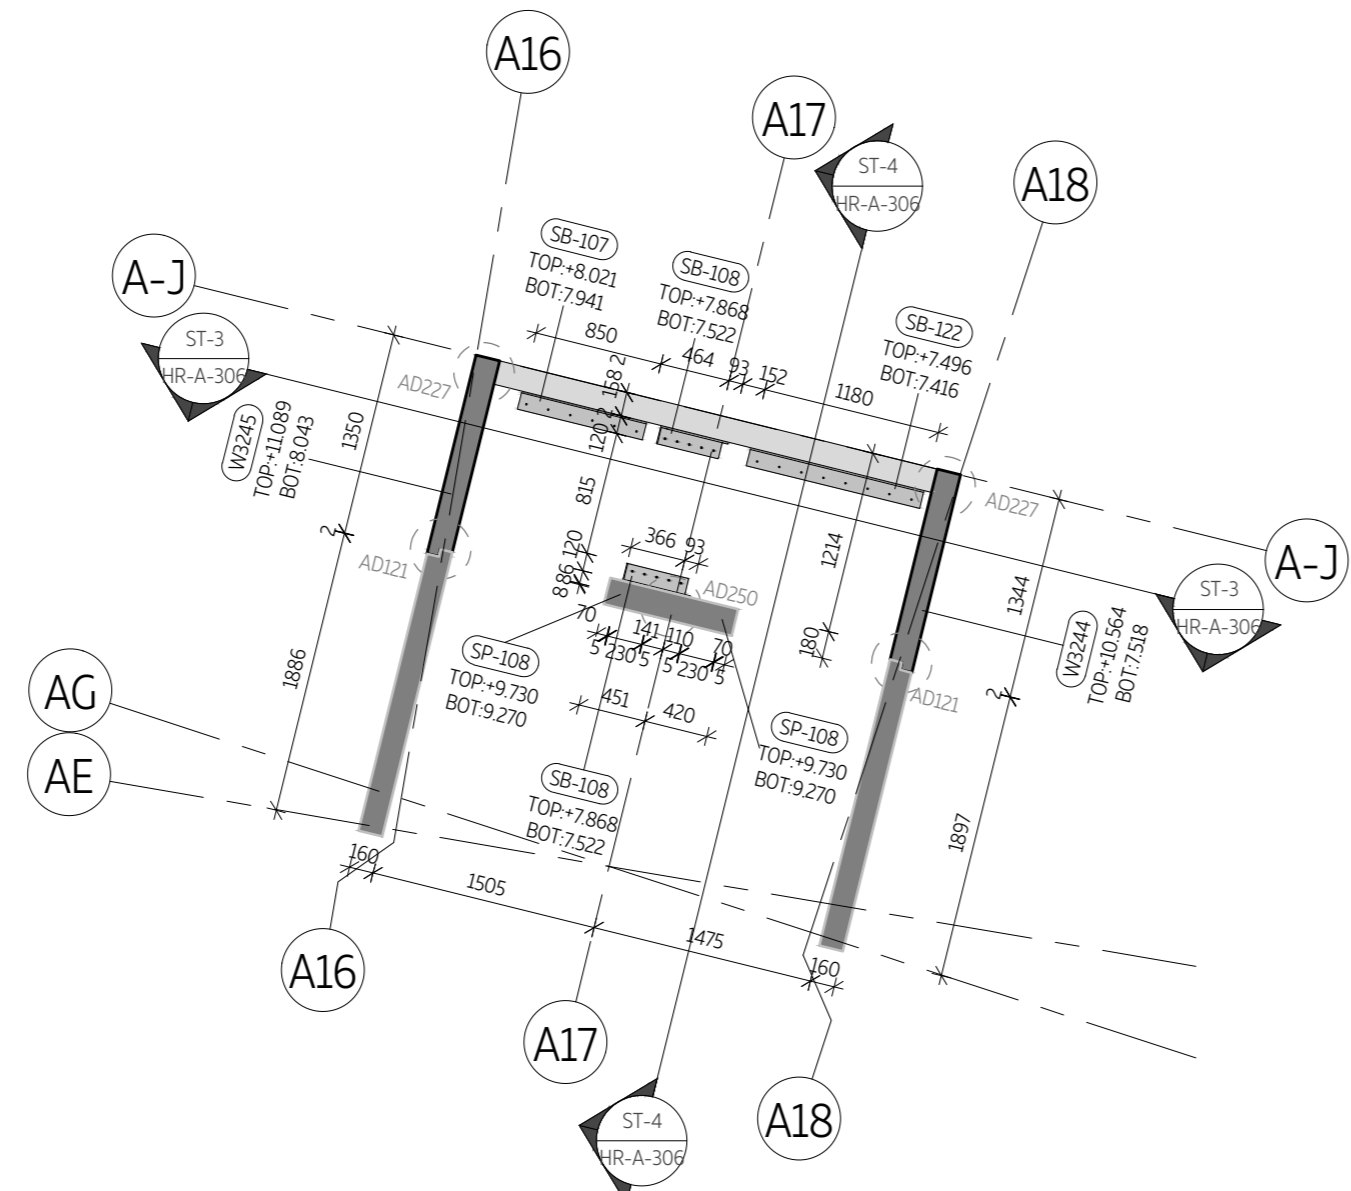 A16
A17
ST-4
HR-A-306
A18
A-J
SB-107
TOP:+8.021
BOT:7.941
SB-108
TOP:+7.868
BOT:7.522
SB-122
TOP:+7.496
BOT:7.416
ST-3
HR-A-306
850
464
93
152
1180
AD227
158
2
W3245
TOP:+11.089
BOT:8.043
1350
120
2
815
AD227
A-J
2
AD121
120
366
93
1214
86
8
AD250
1344
ST-3
HR-A-306
70
141
110
70
5
230
5
5
230
5
180
W3244
TOP:+10.564
BOT:7.518
SP-108
TOP:+9.730
BOT:9.270
1886
451
420
2
AD121
AG
AE
SP-108
TOP:+9.730
BOT:9.270
SB-108
TOP:+7.868
BOT:7.522
1897
160
1505
1475
160
A16
A17
A18
ST-4
HR-A-306